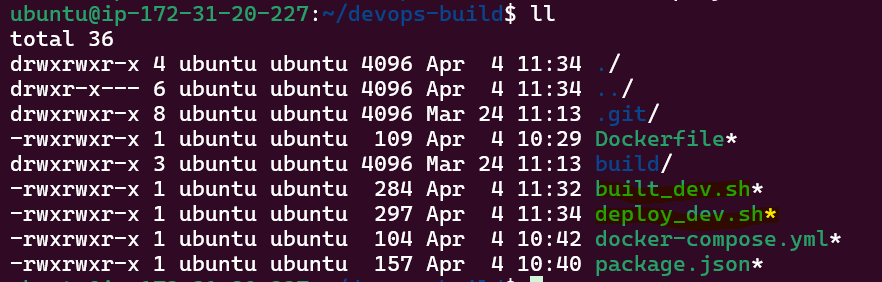 ubuntu@ip-172-31-20-227:~/devops-build$ ll
total 36
drwxrwxr-x 4 ubuntu ubuntu 4096 Apr  4 11:34 ./
drwxr-x--- 6 ubuntu ubuntu 4096 Apr  4 11:34 ../
drwxrwxr-x 8 ubuntu ubuntu 4096 Mar 24 11:13 .git/
-rwxrwxr-x 1 ubuntu ubuntu  109 Apr  4 10:29 Dockerfile*
drwxrwxr-x 3 ubuntu ubuntu 4096 Mar 24 11:13 build/
-rwxrwxr-x 1 ubuntu ubuntu  284 Apr  4 11:32 built_dev.sh*
-rwxrwxr-x 1 ubuntu ubuntu  297 Apr  4 11:34 deploy_dev.sh*
-rwxrwxr-x 1 ubuntu ubuntu  104 Apr  4 10:42 docker-compose.yml*
-rwxrwxr-x 1 ubuntu ubuntu  157 Apr  4 10:40 package.json*